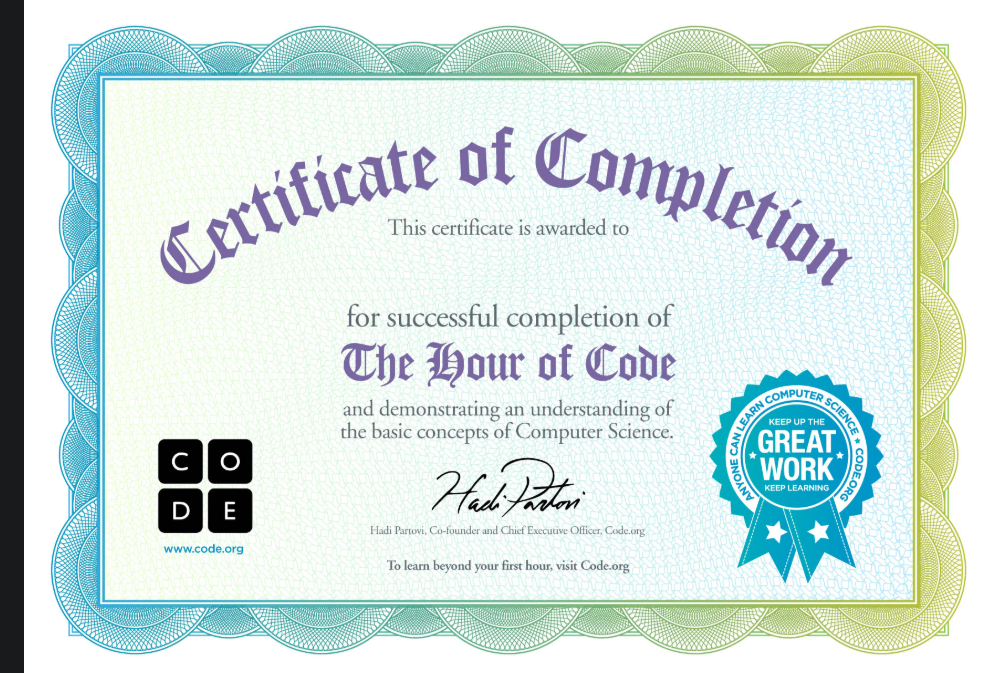 Certificate of Completion
This certificate is awarded to
for successful completion of
The Hour of Code
and demonstrating an understanding of
the basic concepts of Computer Science.
C O
D E
www.code.org
Hadi Partovi
Hadi Partovi, Co-founder and Chief Executive Officer, Code.org
To learn beyond your first hour, visit Code.org
ANYONE CAN LEARN COMPUTER SCIENCE ★ CODE.ORG
KEEP UP THE
GREAT
WORK
KEEP LEARNING